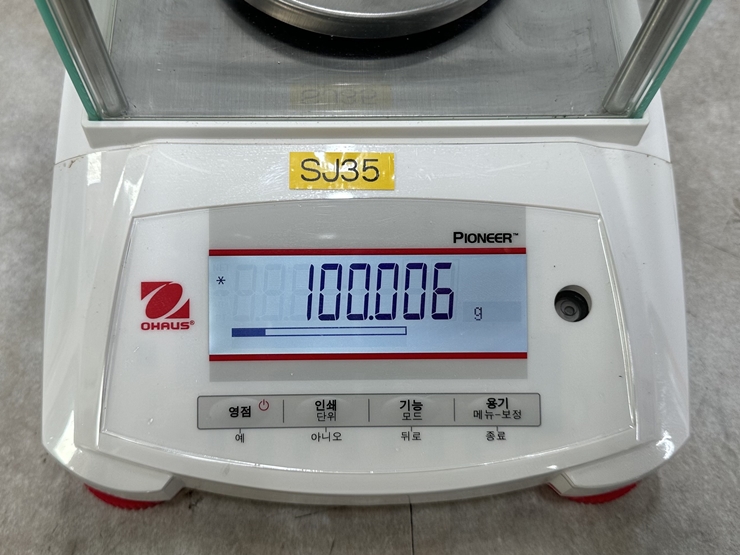 SJ35
PIONEER™
* 100.006 g
OHAUS®
영점 인쇄 기능 용기
단위 모드 메뉴-보정
예 아니오 뒤로 종료